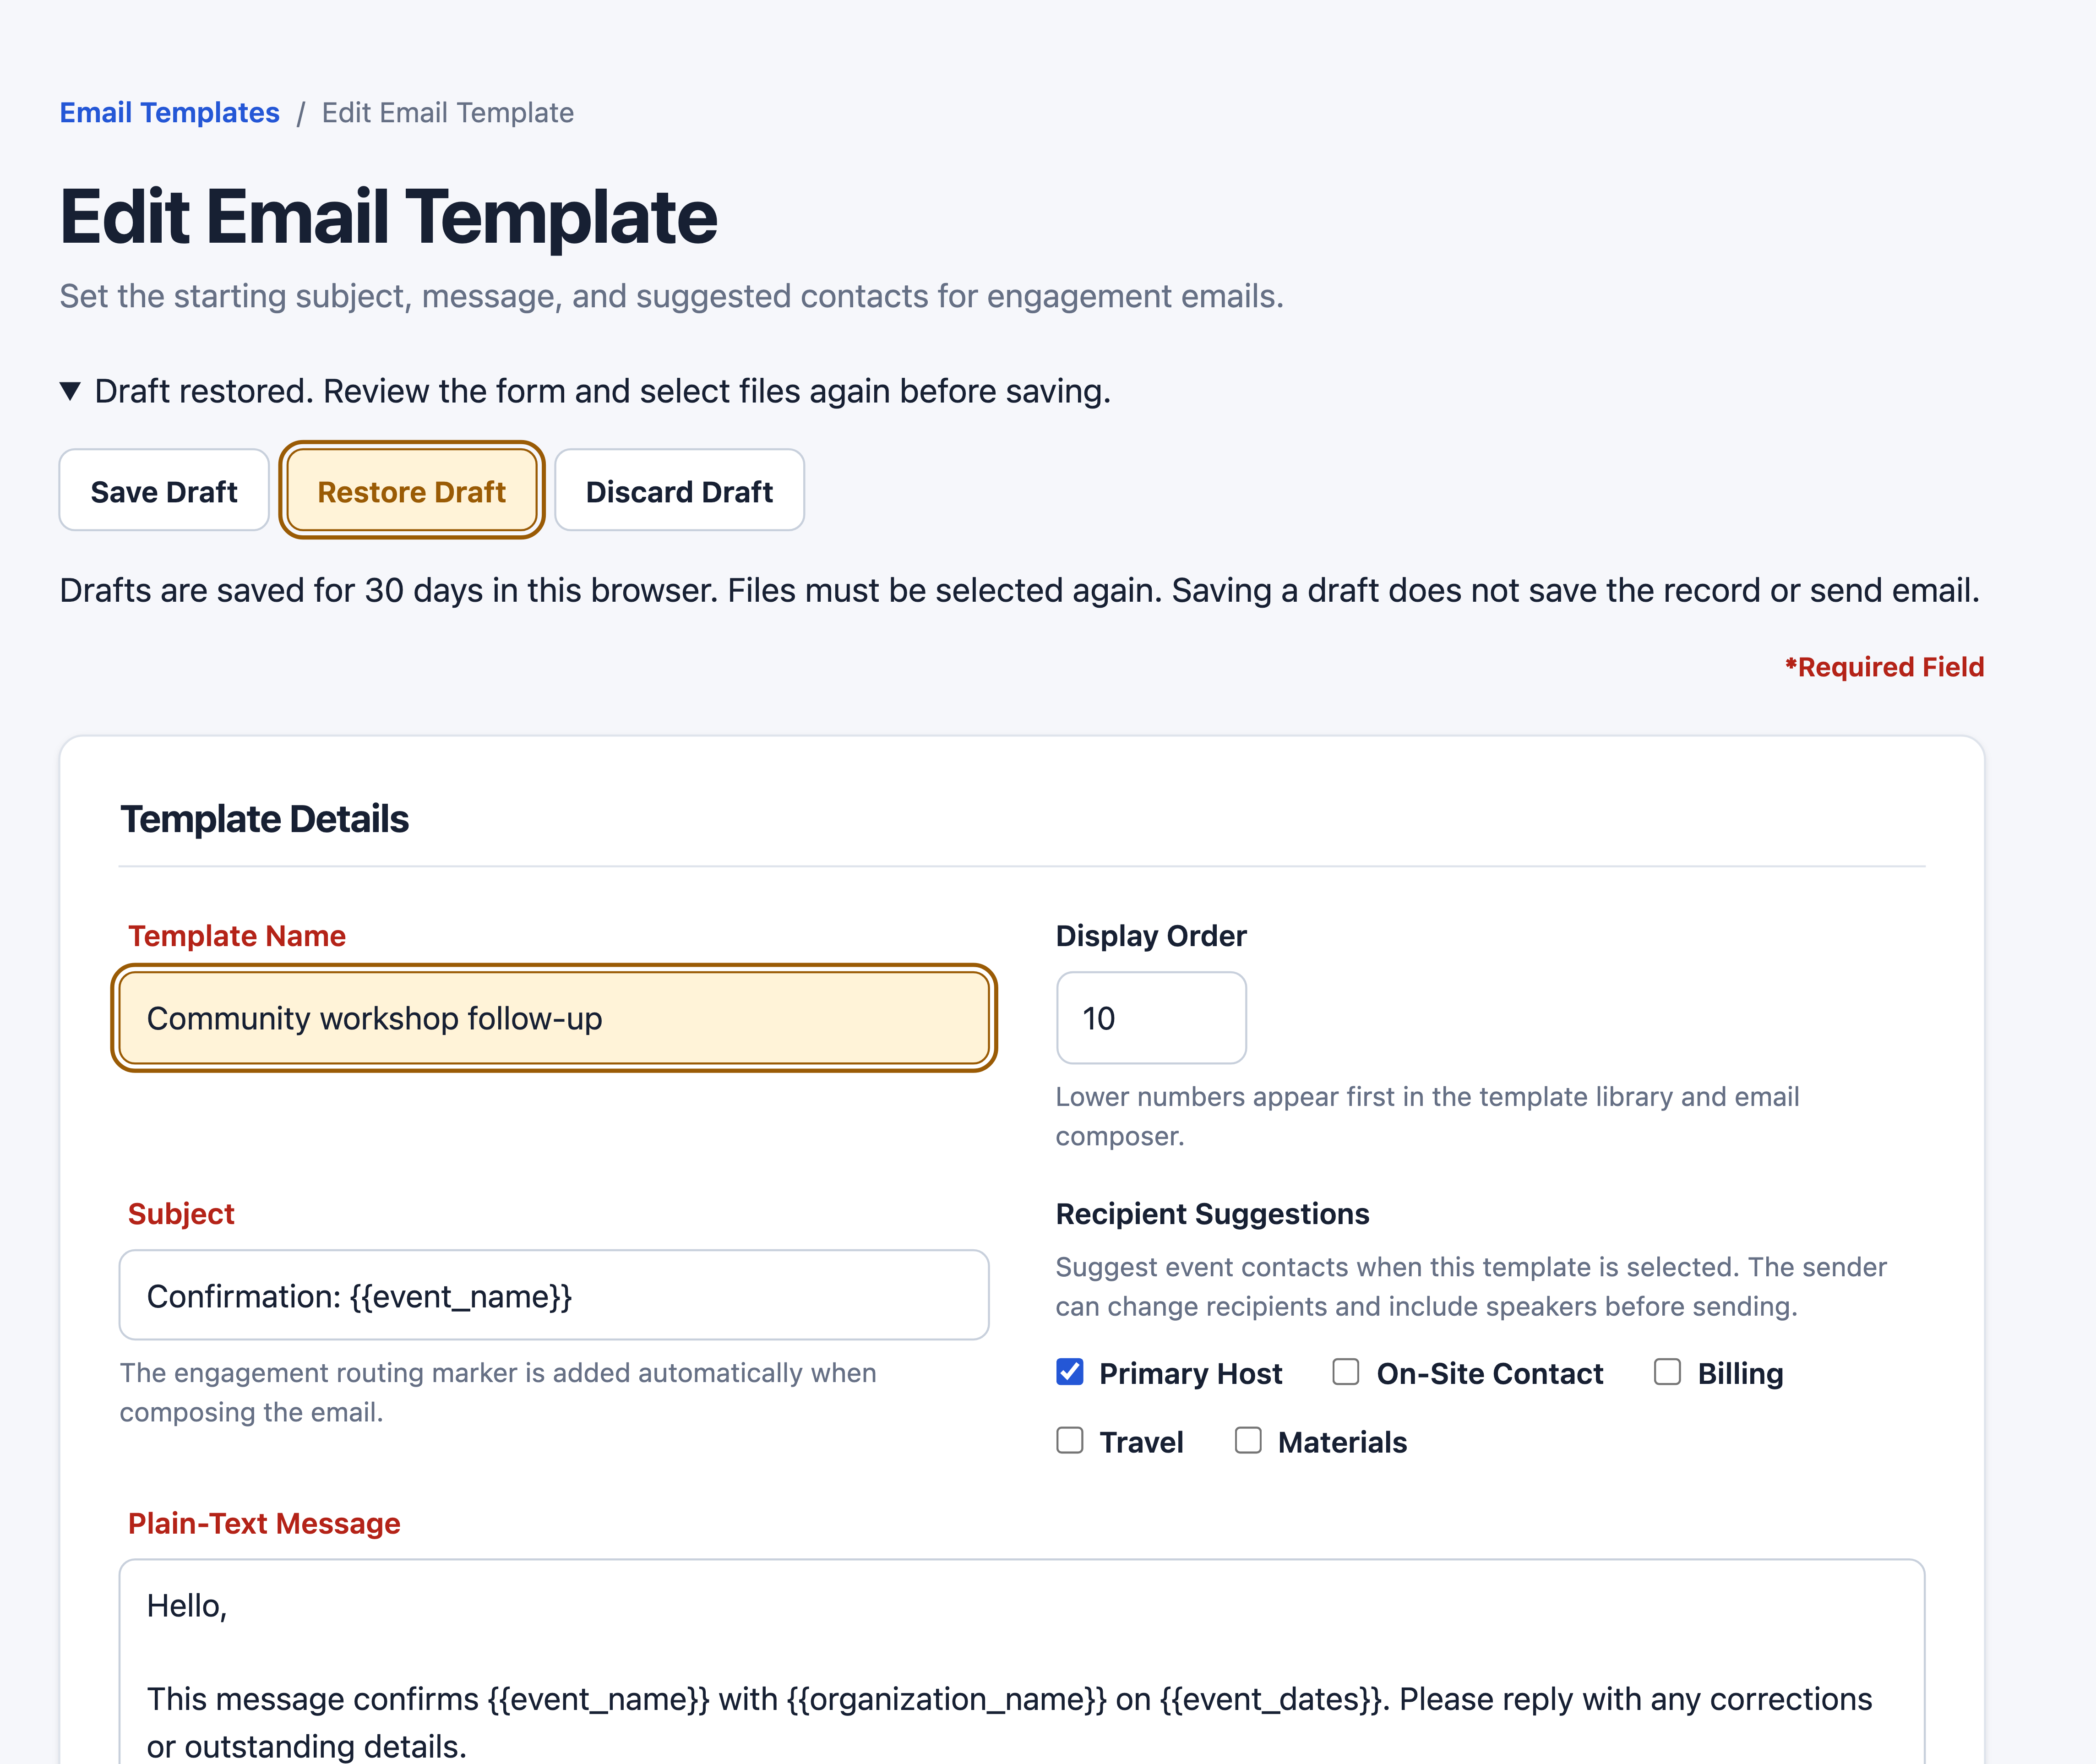 Email Templates / Edit Email Template
Edit Email Template
Set the starting subject, message, and suggested contacts for engagement emails.
▼ Draft restored. Review the form and select files again before saving.
Save Draft Restore Draft Discard Draft
Drafts are saved for 30 days in this browser. Files must be selected again. Saving a draft does not save the record or send email.
*Required Field
Template Details
Template Name
Community workshop follow-up
Display Order
10
Lower numbers appear first in the template library and email
composer.
Subject
Confirmation: {{event_name}}
The engagement routing marker is added automatically when
composing the email.
Recipient Suggestions
Suggest event contacts when this template is selected. The sender
can change recipients and include speakers before sending.
Primary Host On-Site Contact Billing
Travel Materials
Plain-Text Message
Hello,
This message confirms {{event_name}} with {{organization_name}} on {{event_dates}}. Please reply with any corrections
or outstanding details.